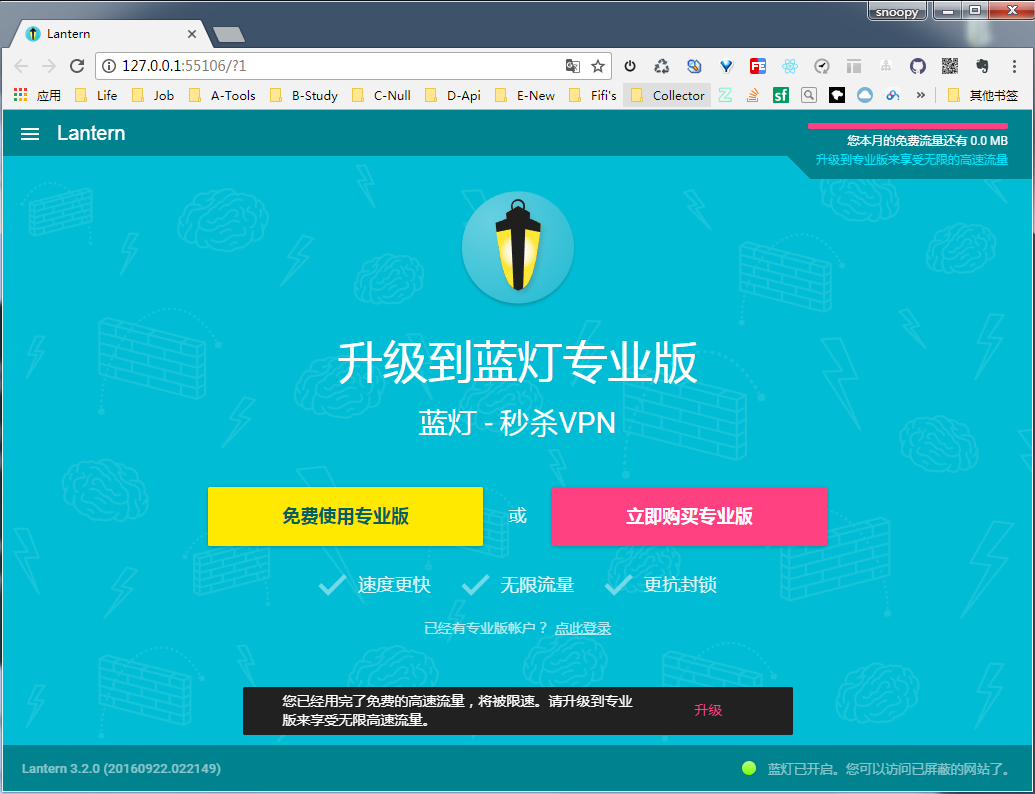 snoopy
Lantern
127.0.0.1:55106/?1
应用 Life Job A-Tools B-Study C-Null D-Api E-New Fifi's Collector 其他书签
Lantern
您本月的免费流量还有 0.0 MB
升级到专业版来享受无限的高速流量
升级到蓝灯专业版
蓝灯 - 秒杀VPN
免费使用专业版 或 立即购买专业版
速度更快 无限流量 更抗封锁
已经有专业版帐户？ 点此登录
您已经用完了免费的高速流量，将被限速。请升级到专业
版来享受无限高速流量。
升级
Lantern 3.2.0 (20160922.022149)
蓝灯已开启。您可以访问已屏蔽的网站了。